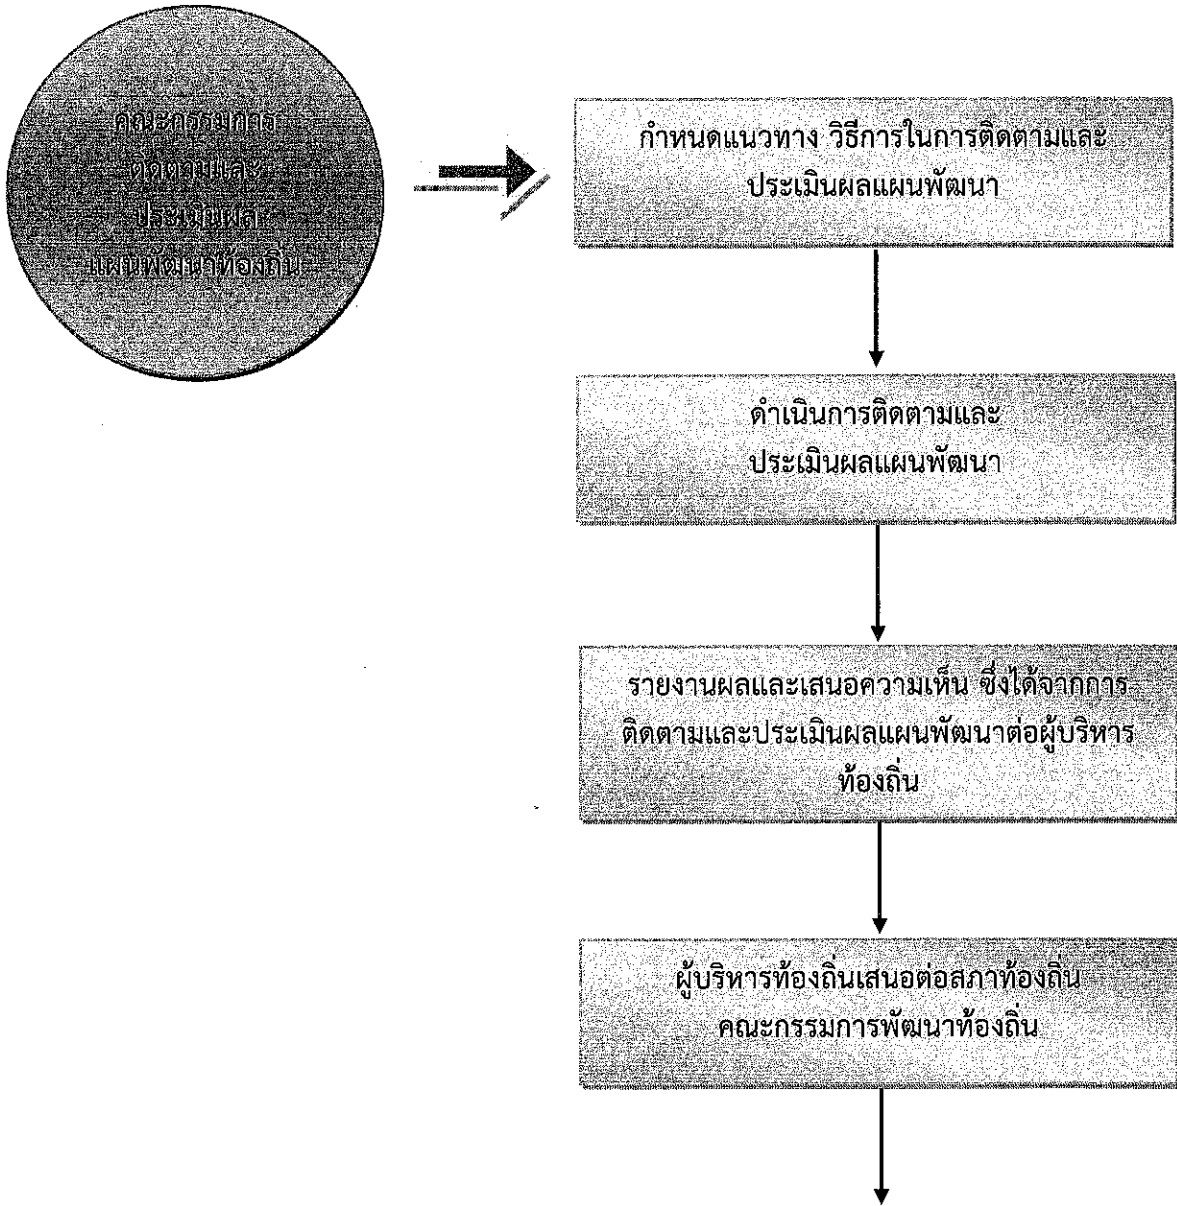 คณะกรรมการ
ติดตามและ
ประเมินผล
แผนพัฒนาท้องถิ่น
กำหนดแนวทาง วิธีการในการติดตามและ
ประเมินผลแผนพัฒนา
ดำเนินการติดตามและ
ประเมินผลแผนพัฒนา
รายงานผลและเสนอความเห็น ซึ่งได้จากการ
ติดตามและประเมินผลแผนพัฒนาต่อผู้บริหาร
ท้องถิ่น
ผู้บริหารท้องถิ่นเสนอต่อสภาท้องถิ่น
คณะกรรมการพัฒนาท้องถิ่น